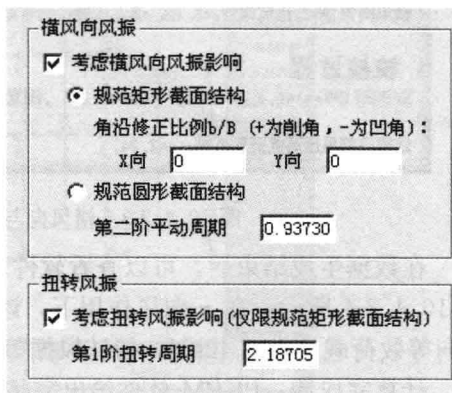 横风向风振
考虑横风向风振影响
规范矩形截面结构
角沿修正比例b/B (+为削角，-为凹角)：
X向 0 Y向 0
规范圆形截面结构
第二阶平动周期 0.93730
扭转风振
考虑扭转风振影响(仅限规范矩形截面结构)
第1阶扭转周期 2.18705